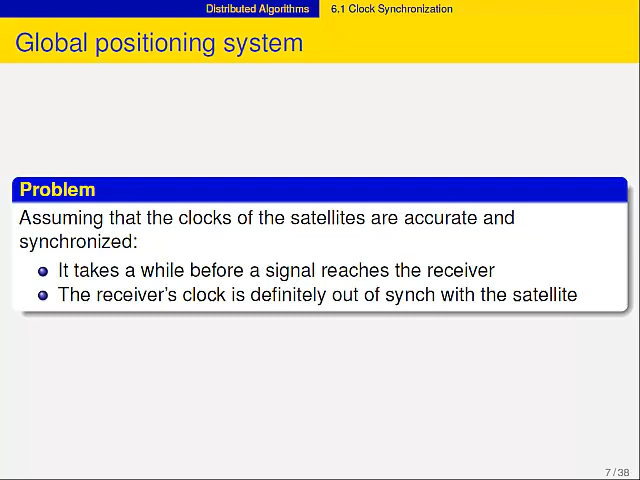 Distributed Algorithms 6.1 Clock Synchronization
Global positioning system
Problem
Assuming that the clocks of the satellites are accurate and
synchronized:
It takes a while before a signal reaches the receiver
The receiver's clock is definitely out of synch with the satellite
7 / 38